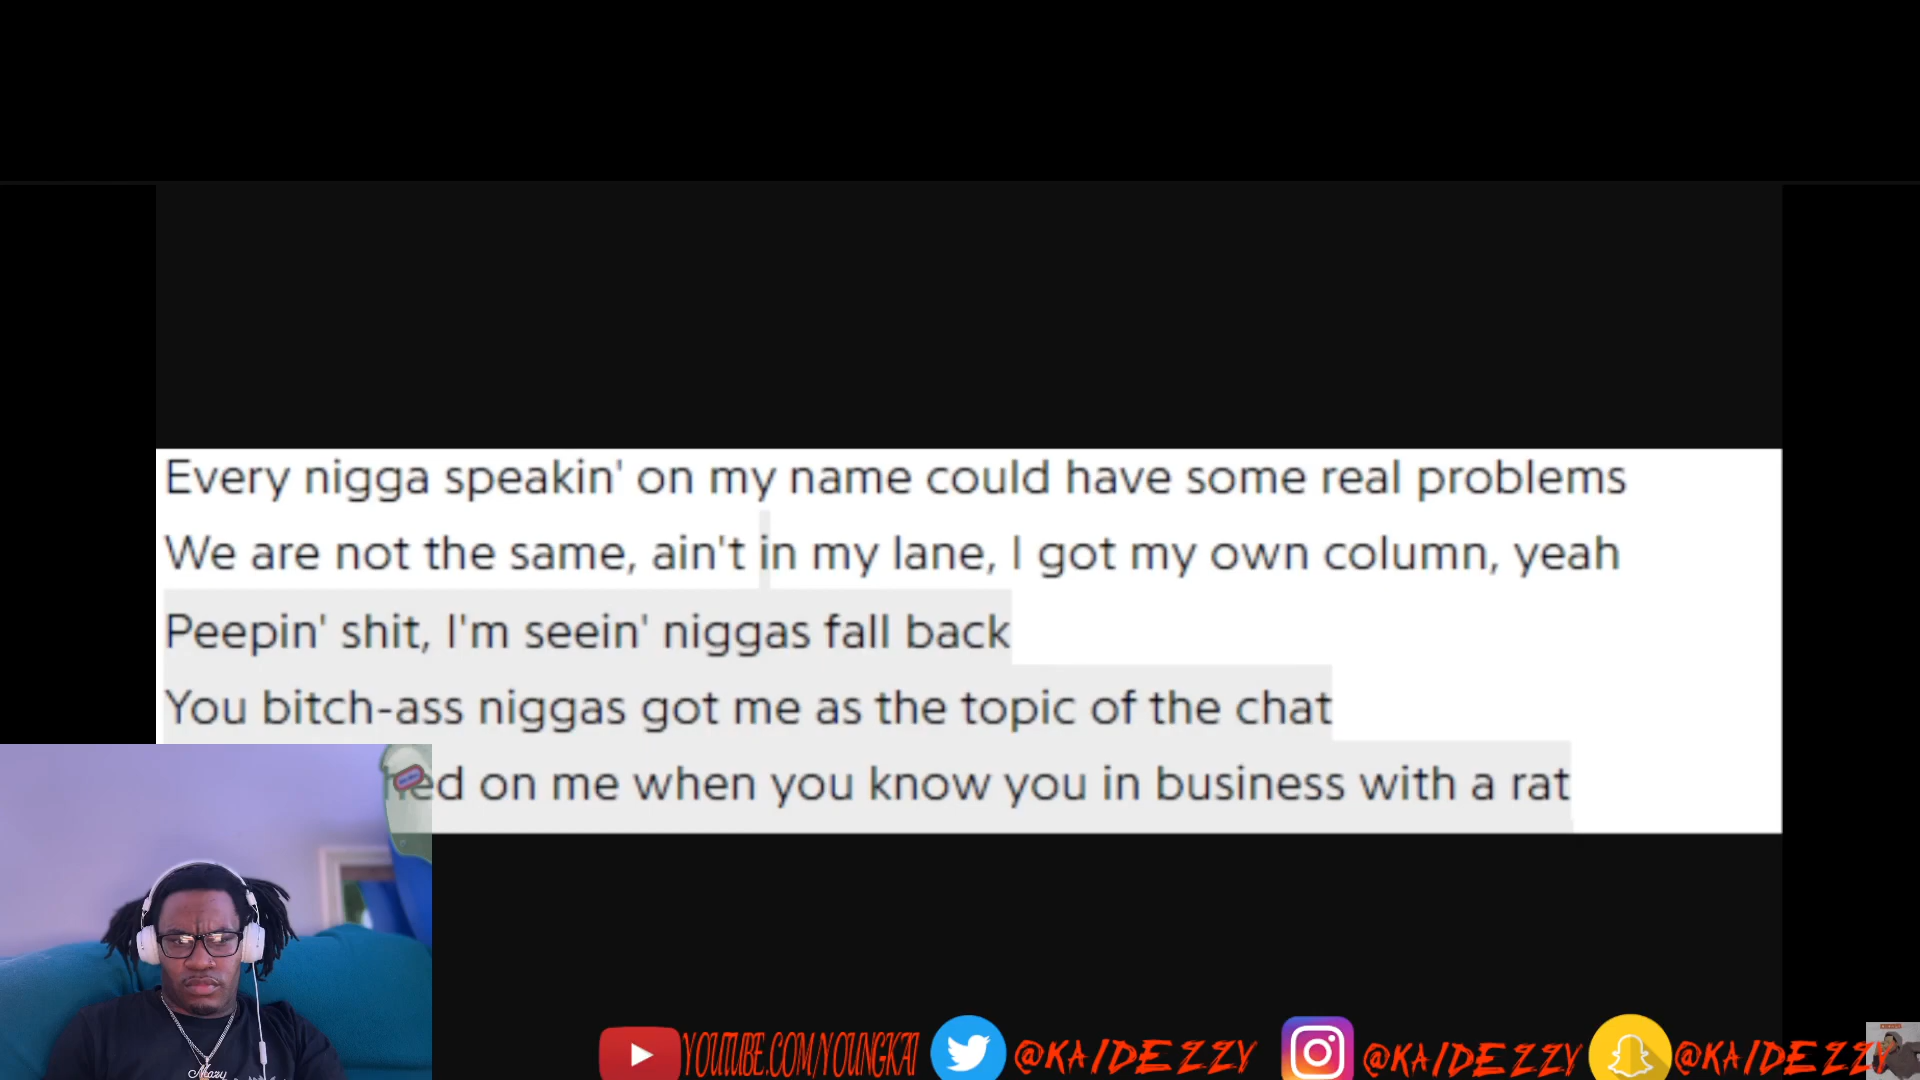 Every nigga speakin' on my name could have some real problems
We are not the same, ain't in my lane, I got my own column, yeah
Peepin' shit, I'm seein' niggas fall back
You bitch-ass niggas got me as the topic of the chat
hed on me when you know you in business with a rat
YOUTUBE.COM/YOUNGKAI @KAIDEZZY @KAIDEZZY @KAIDEZZY